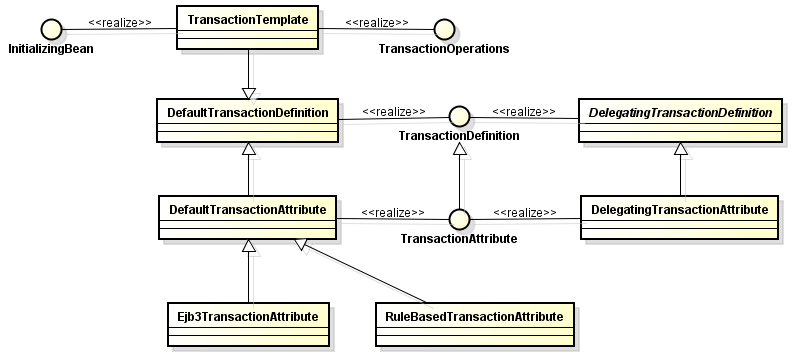 <<realize>>
TransactionTemplate
<<realize>>
InitializingBean
TransactionOperations
DefaultTransactionDefinition
<<realize>>
<<realize>>
DelegatingTransactionDefinition
TransactionDefinition
DefaultTransactionAttribute
<<realize>>
<<realize>>
DelegatingTransactionAttribute
TransactionAttribute
Ejb3TransactionAttribute
RuleBasedTransactionAttribute